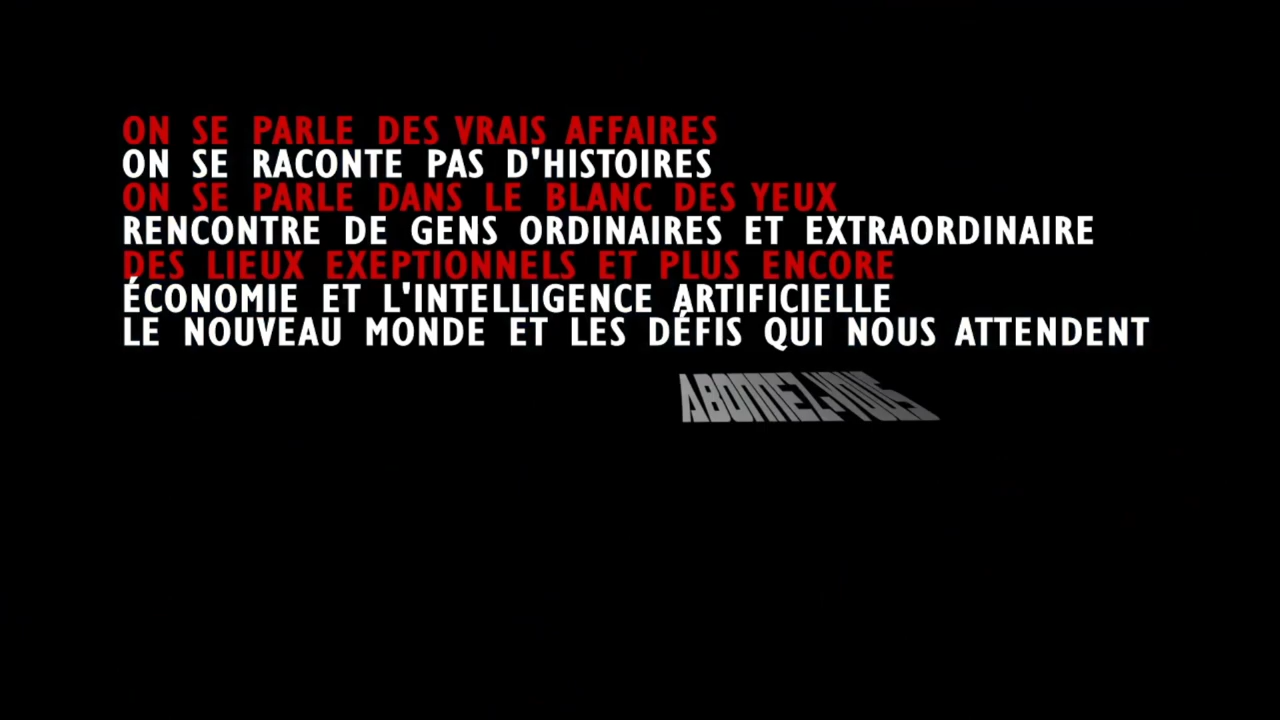 ON SE PARLE DES VRAIS AFFAIRES
ON SE RACONTE PAS D'HISTOIRES
ON SE PARLE DANS LE BLANC DES YEUX
RENCONTRE DE GENS ORDINAIRES ET EXTRAORDINAIRE
DES LIEUX EXEPTIONNELS ET PLUS ENCORE
ÉCONOMIE ET L'INTELLIGENCE ARTIFICIELLE
LE NOUVEAU MONDE ET LES DÉFIS QUI NOUS ATTENDENT
ABONNEZ-VOUS